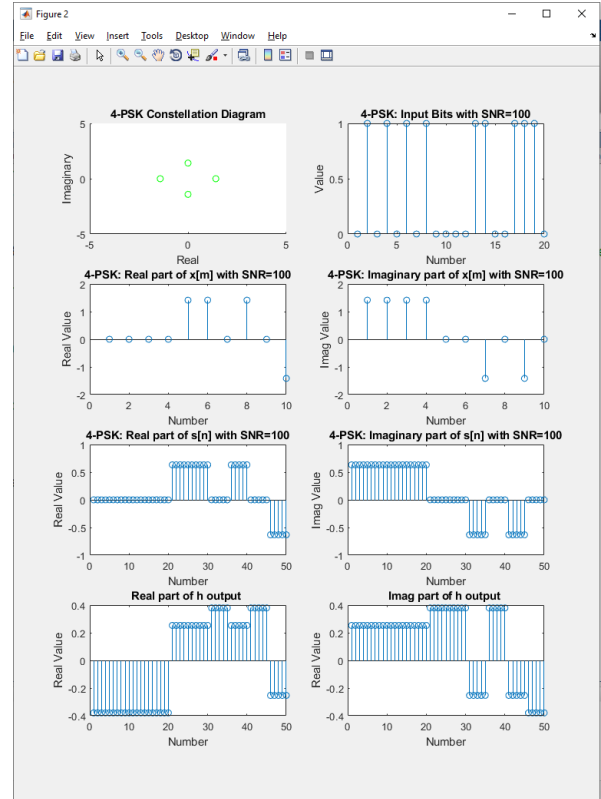 Figure 2
File Edit View Insert Tools Desktop Window Help
4-PSK Constellation Diagram
5
0
-5
Imaginary
-5 0 5
Real
4-PSK: Input Bits with SNR=100
1
0.5
0
Value
0 5 10 15 20
Number
4-PSK: Real part of x[m] with SNR=100
2
1
0
-1
-2
Real Value
0 2 4 6 8 10
Number
4-PSK: Imaginary part of x[m] with SNR=100
2
1
0
-1
-2
Imag Value
0 2 4 6 8 10
Number
4-PSK: Real part of s[n] with SNR=100
1
0.5
0
-0.5
-1
Real Value
0 10 20 30 40 50
Number
4-PSK: Imaginary part of s[n] with SNR=100
1
0.5
0
-0.5
-1
Imag Value
0 10 20 30 40 50
Number
Real part of h output
0.4
0.2
0
-0.2
-0.4
Real Value
0 10 20 30 40 50
Number
Imag part of h output
0.4
0.2
0
-0.2
-0.4
Real Value
0 10 20 30 40 50
Number